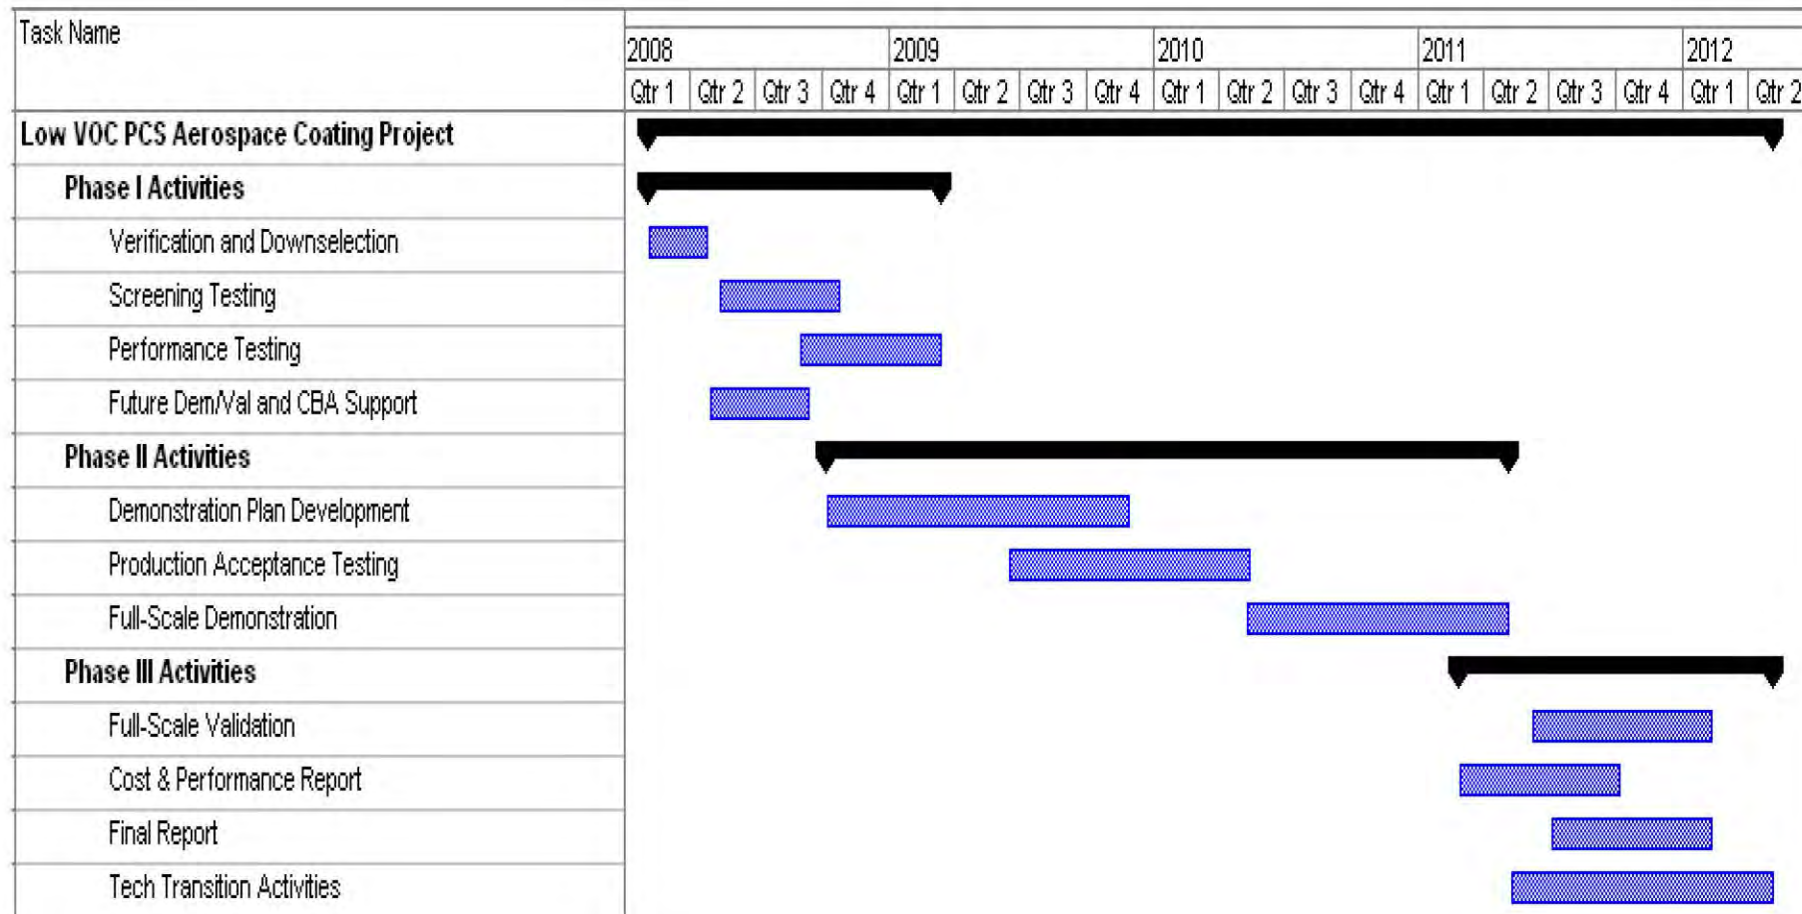 Task Name
2008 2009 2010 2011 2012
Qtr 1 Qtr 2 Qtr 3 Qtr 4 Qtr 1 Qtr 2 Qtr 3 Qtr 4 Qtr 1 Qtr 2 Qtr 3 Qtr 4 Qtr 1 Qtr 2 Qtr 3 Qtr 4 Qtr 1 Qtr 2
Low VOC PCS Aerospace Coating Project
Phase I Activities
Verification and Downselection
Screening Testing
Performance Testing
Future Dem/Val and CBA Support
Phase II Activities
Demonstration Plan Development
Production Acceptance Testing
Full-Scale Demonstration
Phase III Activities
Full-Scale Validation
Cost & Performance Report
Final Report
Tech Transition Activities